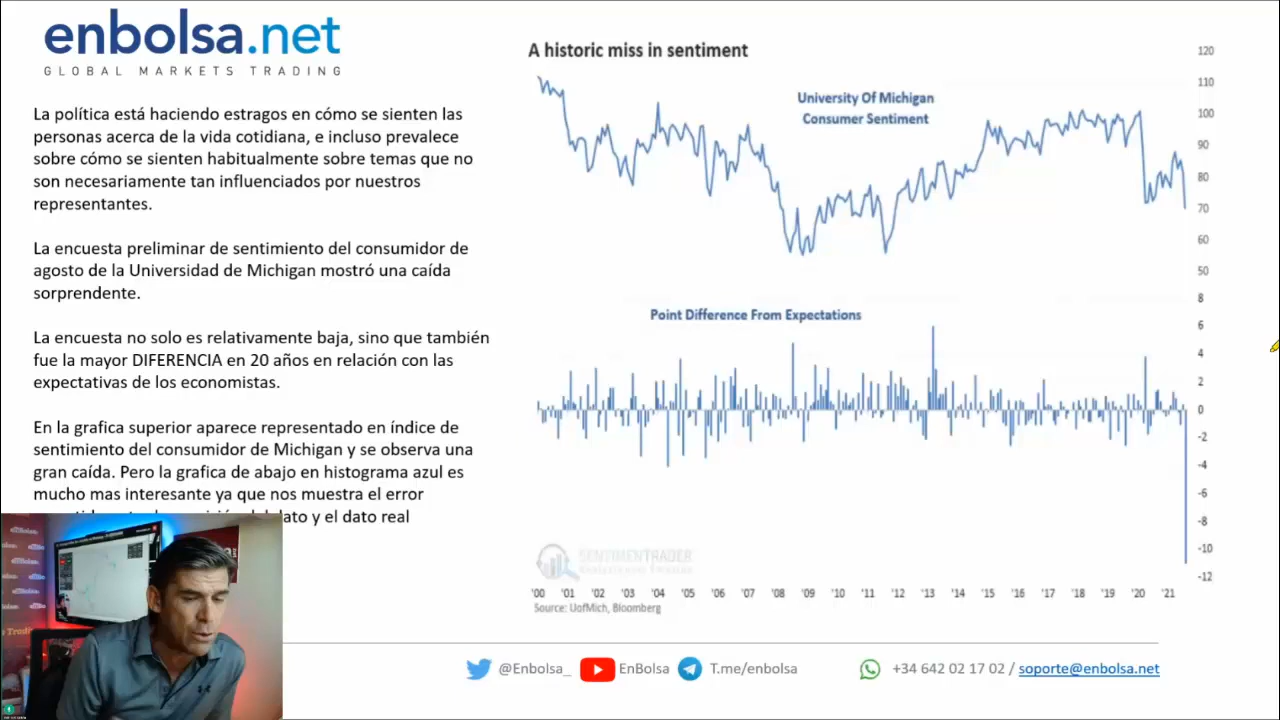 enbolsa.net
GLOBAL MARKETS TRADING
La política está haciendo estragos en cómo se sienten las
personas acerca de la vida cotidiana, e incluso prevalece
sobre cómo se sienten habitualmente sobre temas que no
son necesariamente tan influenciados por nuestros
representantes.
La encuesta preliminar de sentimiento del consumidor de
agosto de la Universidad de Michigan mostró una caída
sorprendente.
La encuesta no solo es relativamente baja, sino que también
fue la mayor DIFERENCIA en 20 años en relación con las
expectativas de los economistas.
En la grafica superior aparece representado en índice de
sentimiento del consumidor de Michigan y se observa una
gran caída. Pero la grafica de abajo en histograma azul es
mucho mas interesante ya que nos muestra el error
y el dato real
A historic miss in sentiment
University Of Michigan
Consumer Sentiment
120
110
100
90
80
70
60
50
Point Difference From Expectations
8
6
4
2
0
-2
-4
-6
-8
-10
-12
SENTIMENTRADER
'00 '01 '02 '03 '04 '05 '06 '07 '08 '09 '10 '11 '12 '13 '14 '15 '16 '17 '18 '19 '20 '21
Source: UofMich, Bloomberg
@Enbolsa_ EnBolsa T.me/enbolsa +34 642 02 17 02 / soporte@enbolsa.net